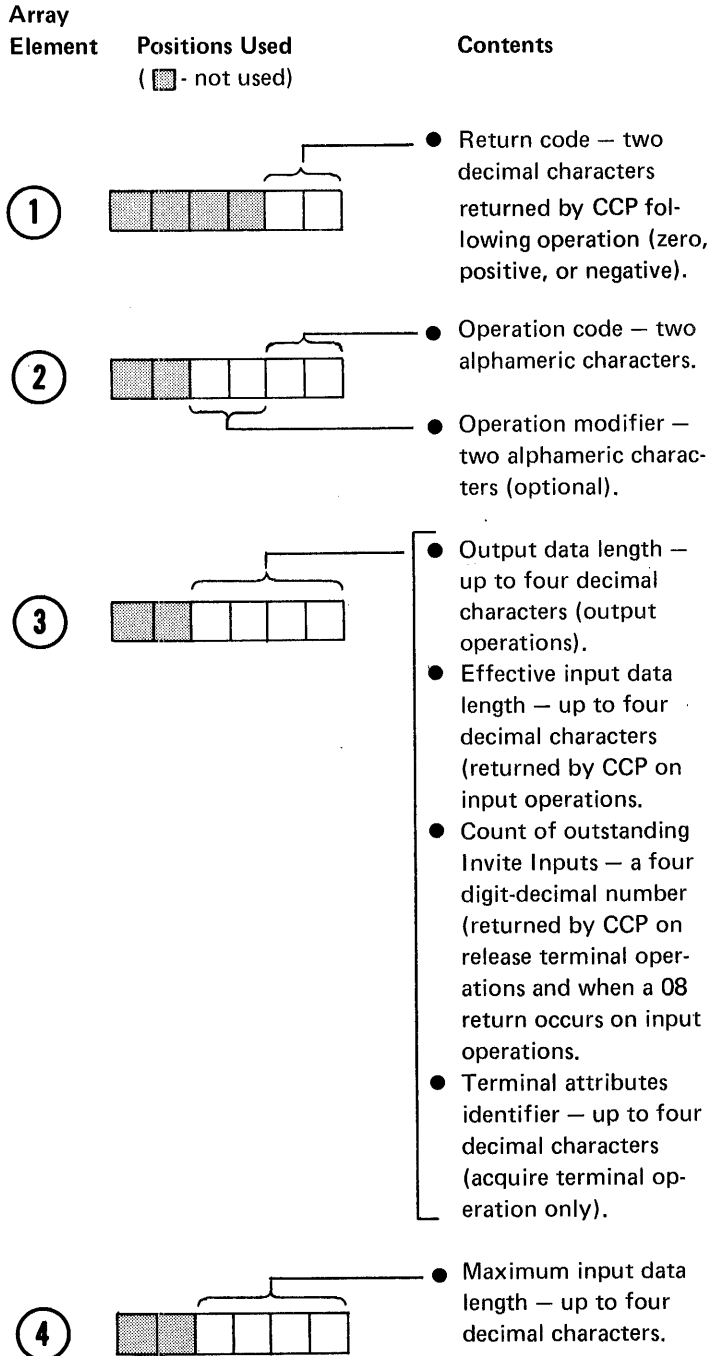 Array
Element Positions Used Contents
( - not used)
1
● Return code — two
decimal characters
returned by CCP fol-
lowing operation (zero,
positive, or negative).
2
● Operation code — two
alphameric characters.
● Operation modifier —
two alphameric charac-
ters (optional).
3
● Output data length —
up to four decimal
characters (output
operations).
● Effective input data
length — up to four
decimal characters
(returned by CCP on
input operations.
● Count of outstanding
Invite Inputs — a four
digit-decimal number
(returned by CCP on
release terminal oper-
ations and when a 08
return occurs on input
operations.
● Terminal attributes
identifier — up to four
decimal characters
(acquire terminal op-
eration only).
4
● Maximum input data
length — up to four
decimal characters.